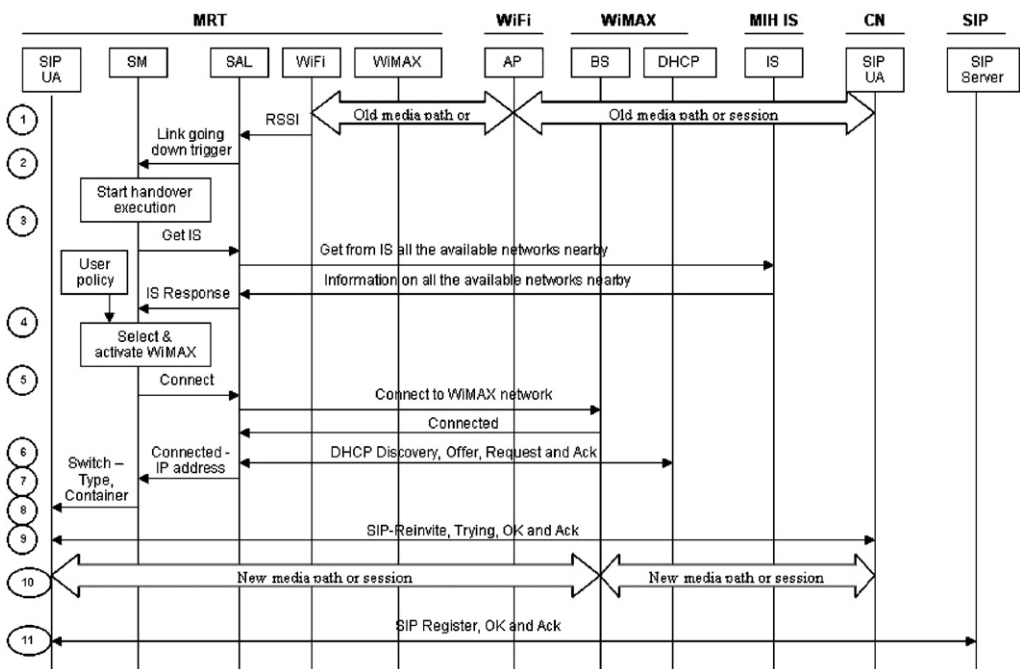 MRT WiFi WiMAX MIH IS CN SIP
SIP UA SM SAL WiFi WiMAX AP BS DHCP IS SIP UA SIP Server
1
Old media path or
Old media path or session
RSSI
Link going
down trigger
2
Start handover
execution
3
Get IS
Get from IS all the available networks nearby
User
policy
Information on all the available networks nearby
IS Response
4
Select &
activate WiMAX
5
Connect
Connect to WiMAX network
Connected
6
Connected -
IP address
DHCP Discovery, Offer, Request and Ack
7
Switch –
Type,
Container
8
9
SIP-Reinvite, Trying, OK and Ack
10
New media path or session
New media path or session
11
SIP Register, OK and Ack